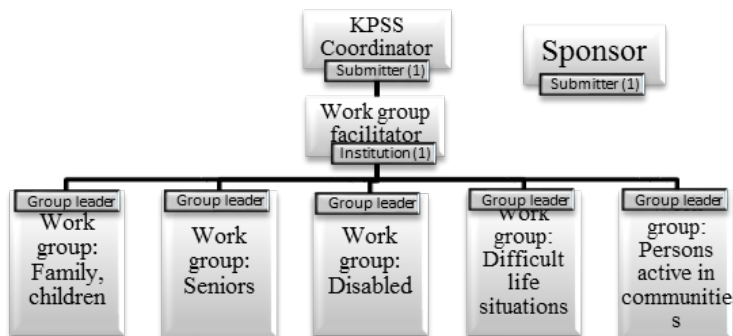 KPSS
Coordinator
Submitter (1)
Sponsor
Submitter (1)
Work group
facilitator
Institution (1)
Group leader
Work
group:
Family,
children
Group leader
Work
group:
Seniors
Group leader
Work
group:
Disabled
Group leader
Work
group:
Difficult
life
situations
Group leader
group:
Persons
active in
communitie
s